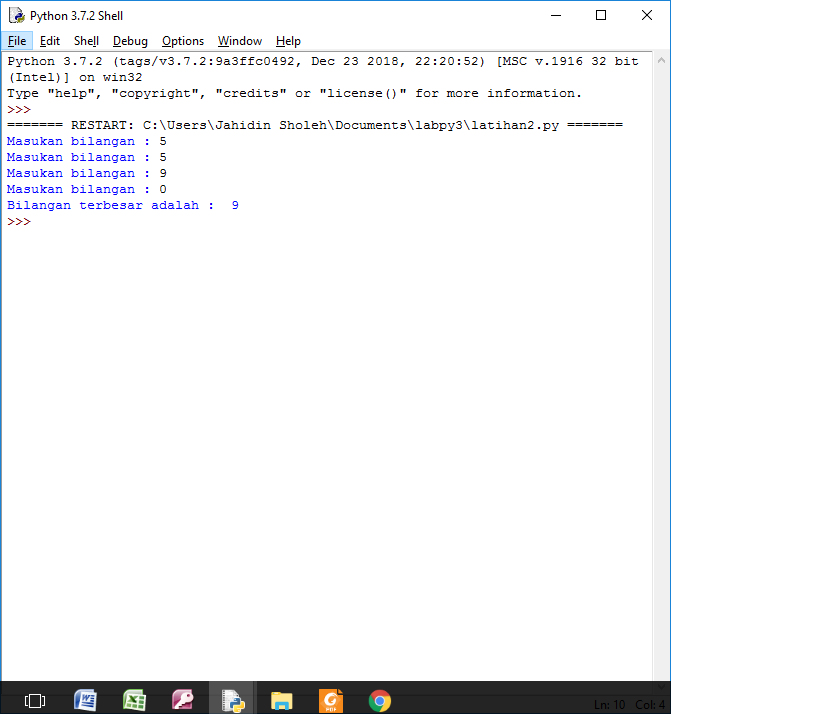 Python 3.7.2 Shell
File Edit Shell Debug Options Window Help
Python 3.7.2 (tags/v3.7.2:9a3ffc0492, Dec 23 2018, 22:20:52) [MSC v.1916 32 bit
(Intel)] on win32
Type "help", "copyright", "credits" or "license()" for more information.
>>>
======= RESTART: C:\Users\Jahidin Sholeh\Documents\labpy3\latihan2.py =======
Masukan bilangan : 5
Masukan bilangan : 5
Masukan bilangan : 9
Masukan bilangan : 0
Bilangan terbesar adalah :  9
>>>
PDF
Ln: 10 Col: 4